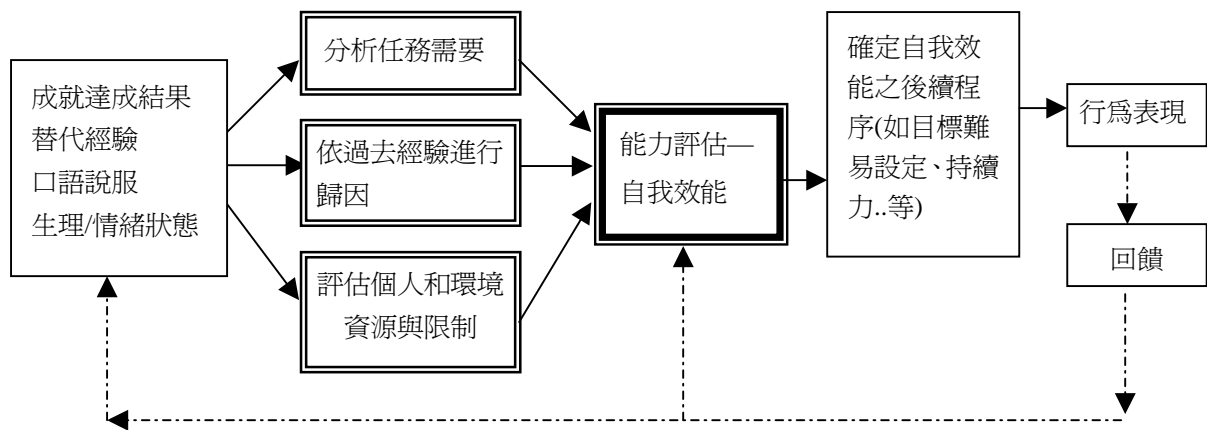 成就達成結果
替代經驗
口語說服
生理/情緒狀態
分析任務需要
依過去經驗進行
歸因
評估個人和環境
資源與限制
能力評估—
自我效能
確定自我效
能之後續程
序(如目標難
易設定、持續
力..等)
行為表現
回饋